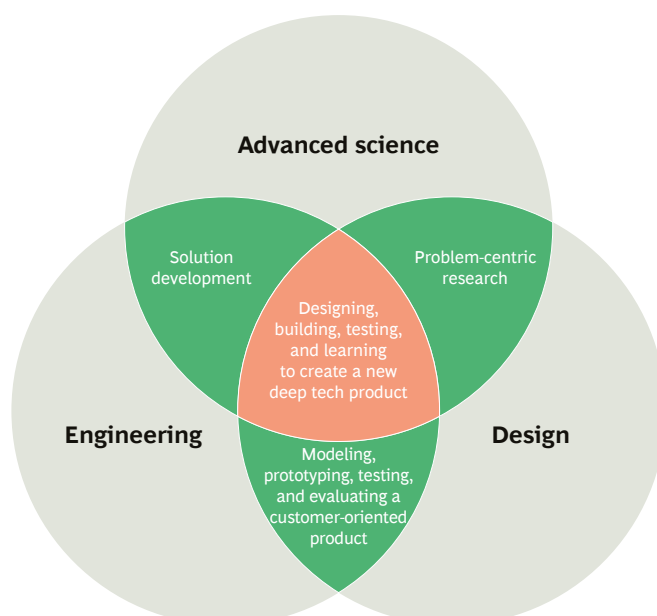 Advanced science
Solution
development
Problem-centric
research
Designing,
building, testing,
and learning
to create a new
deep tech product
Engineering
Design
Modeling,
prototyping, testing,
and evaluating a
customer-oriented
product